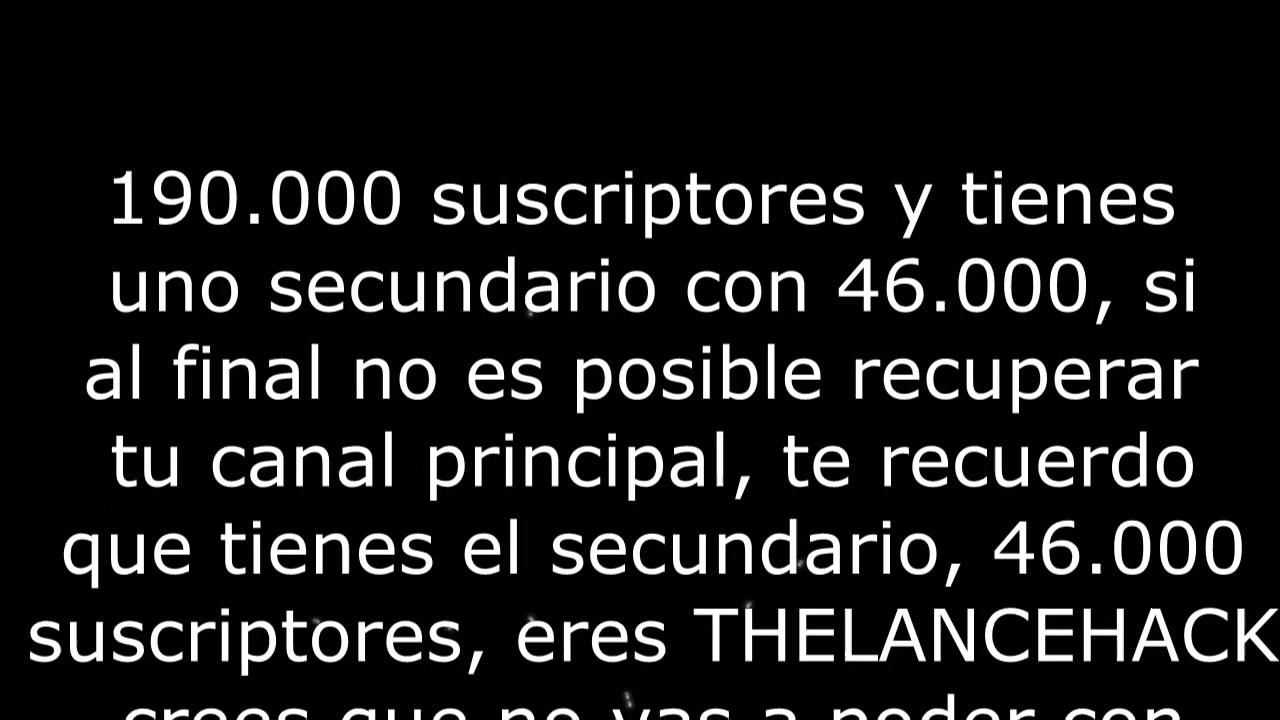 190.000 suscriptores y tienes
uno secundario con 46.000, si
al final no es posible recuperar
tu canal principal, te recuerdo
que tienes el secundario, 46.000
suscriptores, eres THELANCEHACK
crees que no vas a poder con